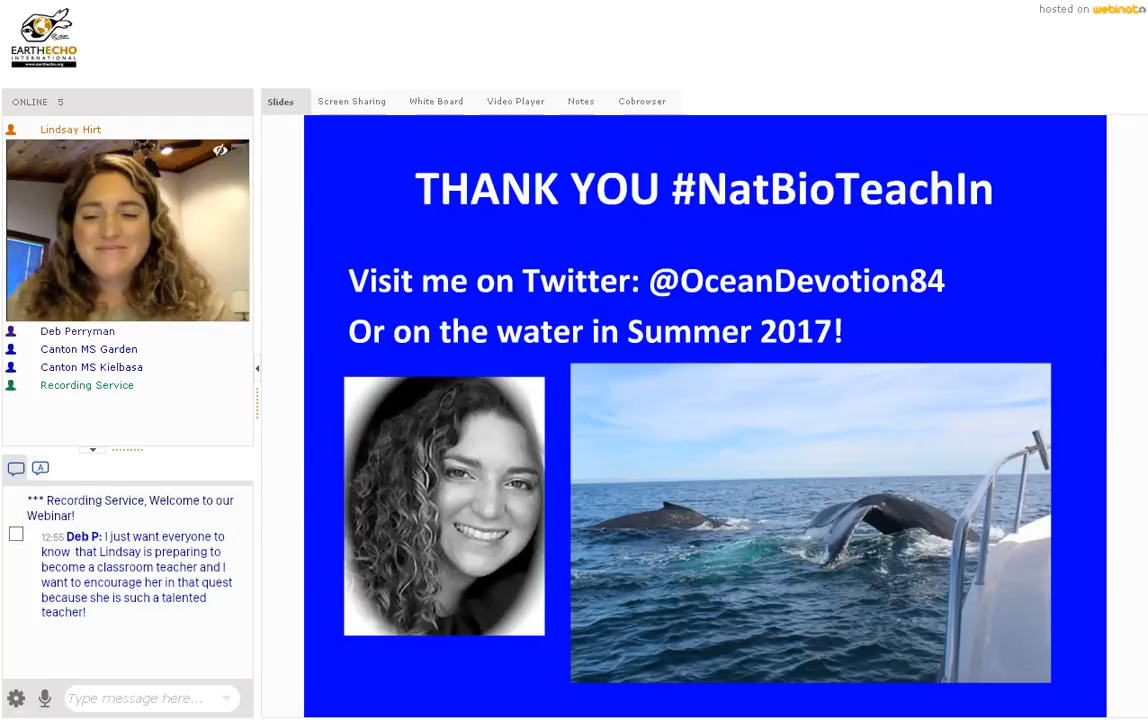 hosted on webinato
EARTHECHO
INTERNATIONAL
www.earthecho.org
ONLINE 5
Slides
Screen Sharing
White Board
Video Player
Notes
Cobrowser
Lindsay Hirt
Deb Perryman
Canton MS Garden
Canton MS Kielbasa
Recording Service
A
*** Recording Service, Welcome to our
Webinar!
12:55 Deb P: I just want everyone to
know that Lindsay is preparing to
become a classroom teacher and I
want to encourage her in that quest
because she is such a talented
teacher!
Type message here...
THANK YOU #NatBioTeachIn
Visit me on Twitter: @OceanDevotion84
Or on the water in Summer 2017!